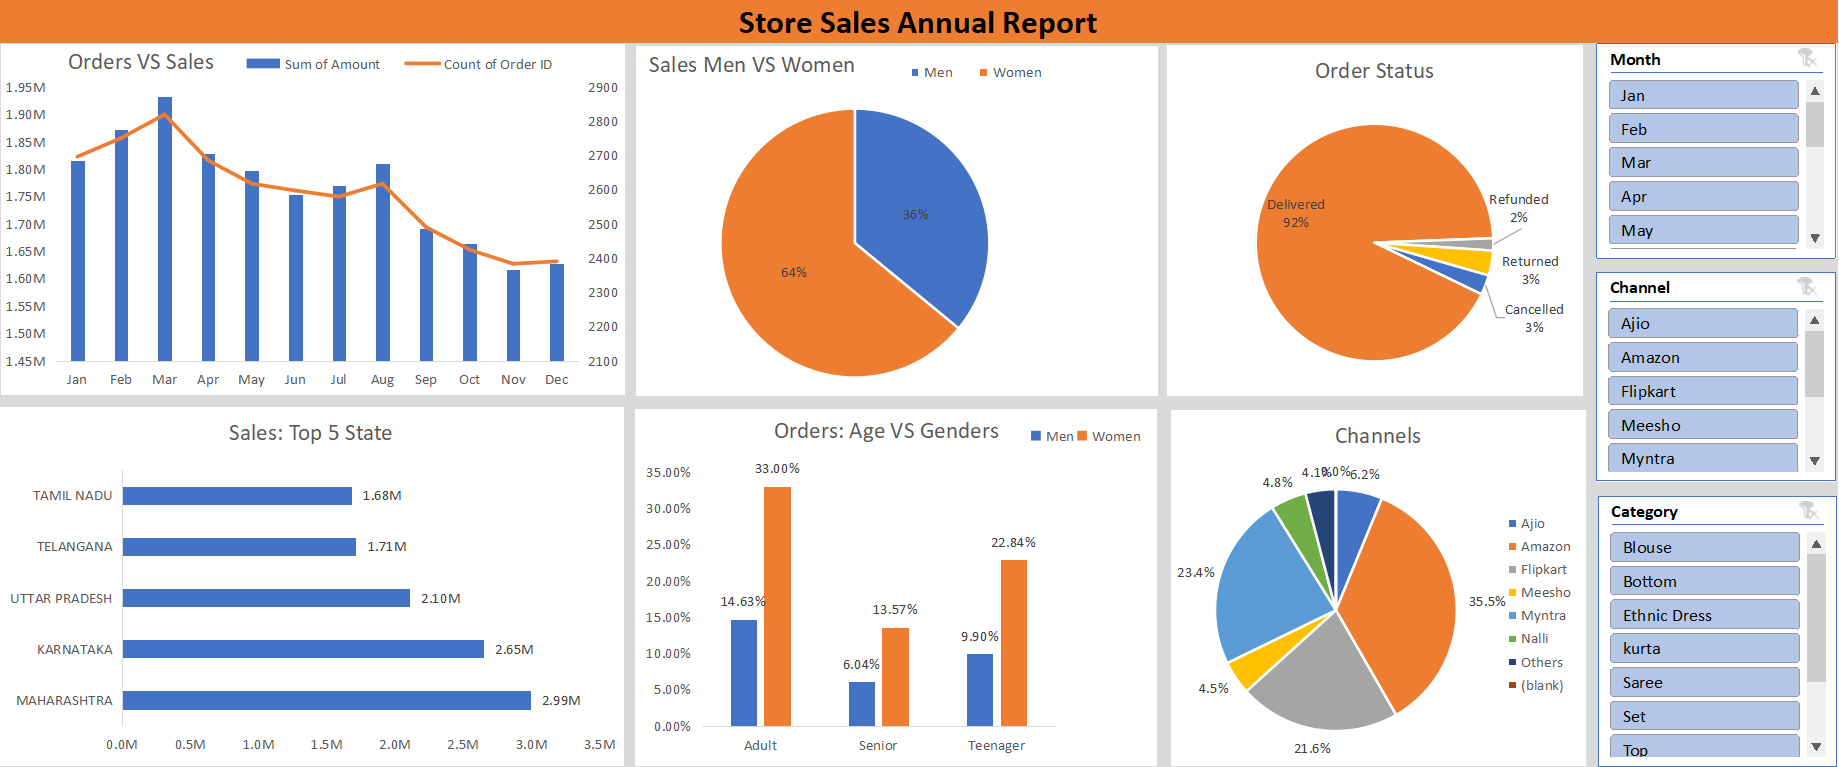 Store Sales Annual Report
Orders VS Sales
Sum of Amount
Count of Order ID
1.95M
1.90M
1.85M
1.80M
1.75M
1.70M
1.65M
1.60M
1.55M
1.50M
1.45M
2900
2800
2700
2600
2500
2400
2300
2200
2100
Jan Feb Mar Apr May Jun Jul Aug Sep Oct Nov Dec
Sales Men VS Women
Men Women
36%
64%
Order Status
Delivered
92%
Refunded
2%
Returned
3%
Cancelled
3%
Month
Jan
Feb
Mar
Apr
May
Channel
Ajio
Amazon
Flipkart
Meesho
Myntra
Category
Blouse
Bottom
Ethnic Dress
kurta
Saree
Set
Top
Sales: Top 5 State
TAMIL NADU 1.68M
TELANGANA 1.71M
UTTAR PRADESH 2.10M
KARNATAKA 2.65M
MAHARASHTRA 2.99M
0.0M 0.5M 1.0M 1.5M 2.0M 2.5M 3.0M 3.5M
Orders: Age VS Genders
Men Women
35.00%
30.00%
25.00%
20.00%
15.00%
10.00%
5.00%
0.00%
14.63%
33.00%
6.04%
13.57%
9.90%
22.84%
Adult Senior Teenager
Channels
4.8%
4.1%
0.0%
6.2%
23.4%
35.5%
4.5%
21.6%
Ajio
Amazon
Flipkart
Meesho
Myntra
Nalli
Others
(blank)